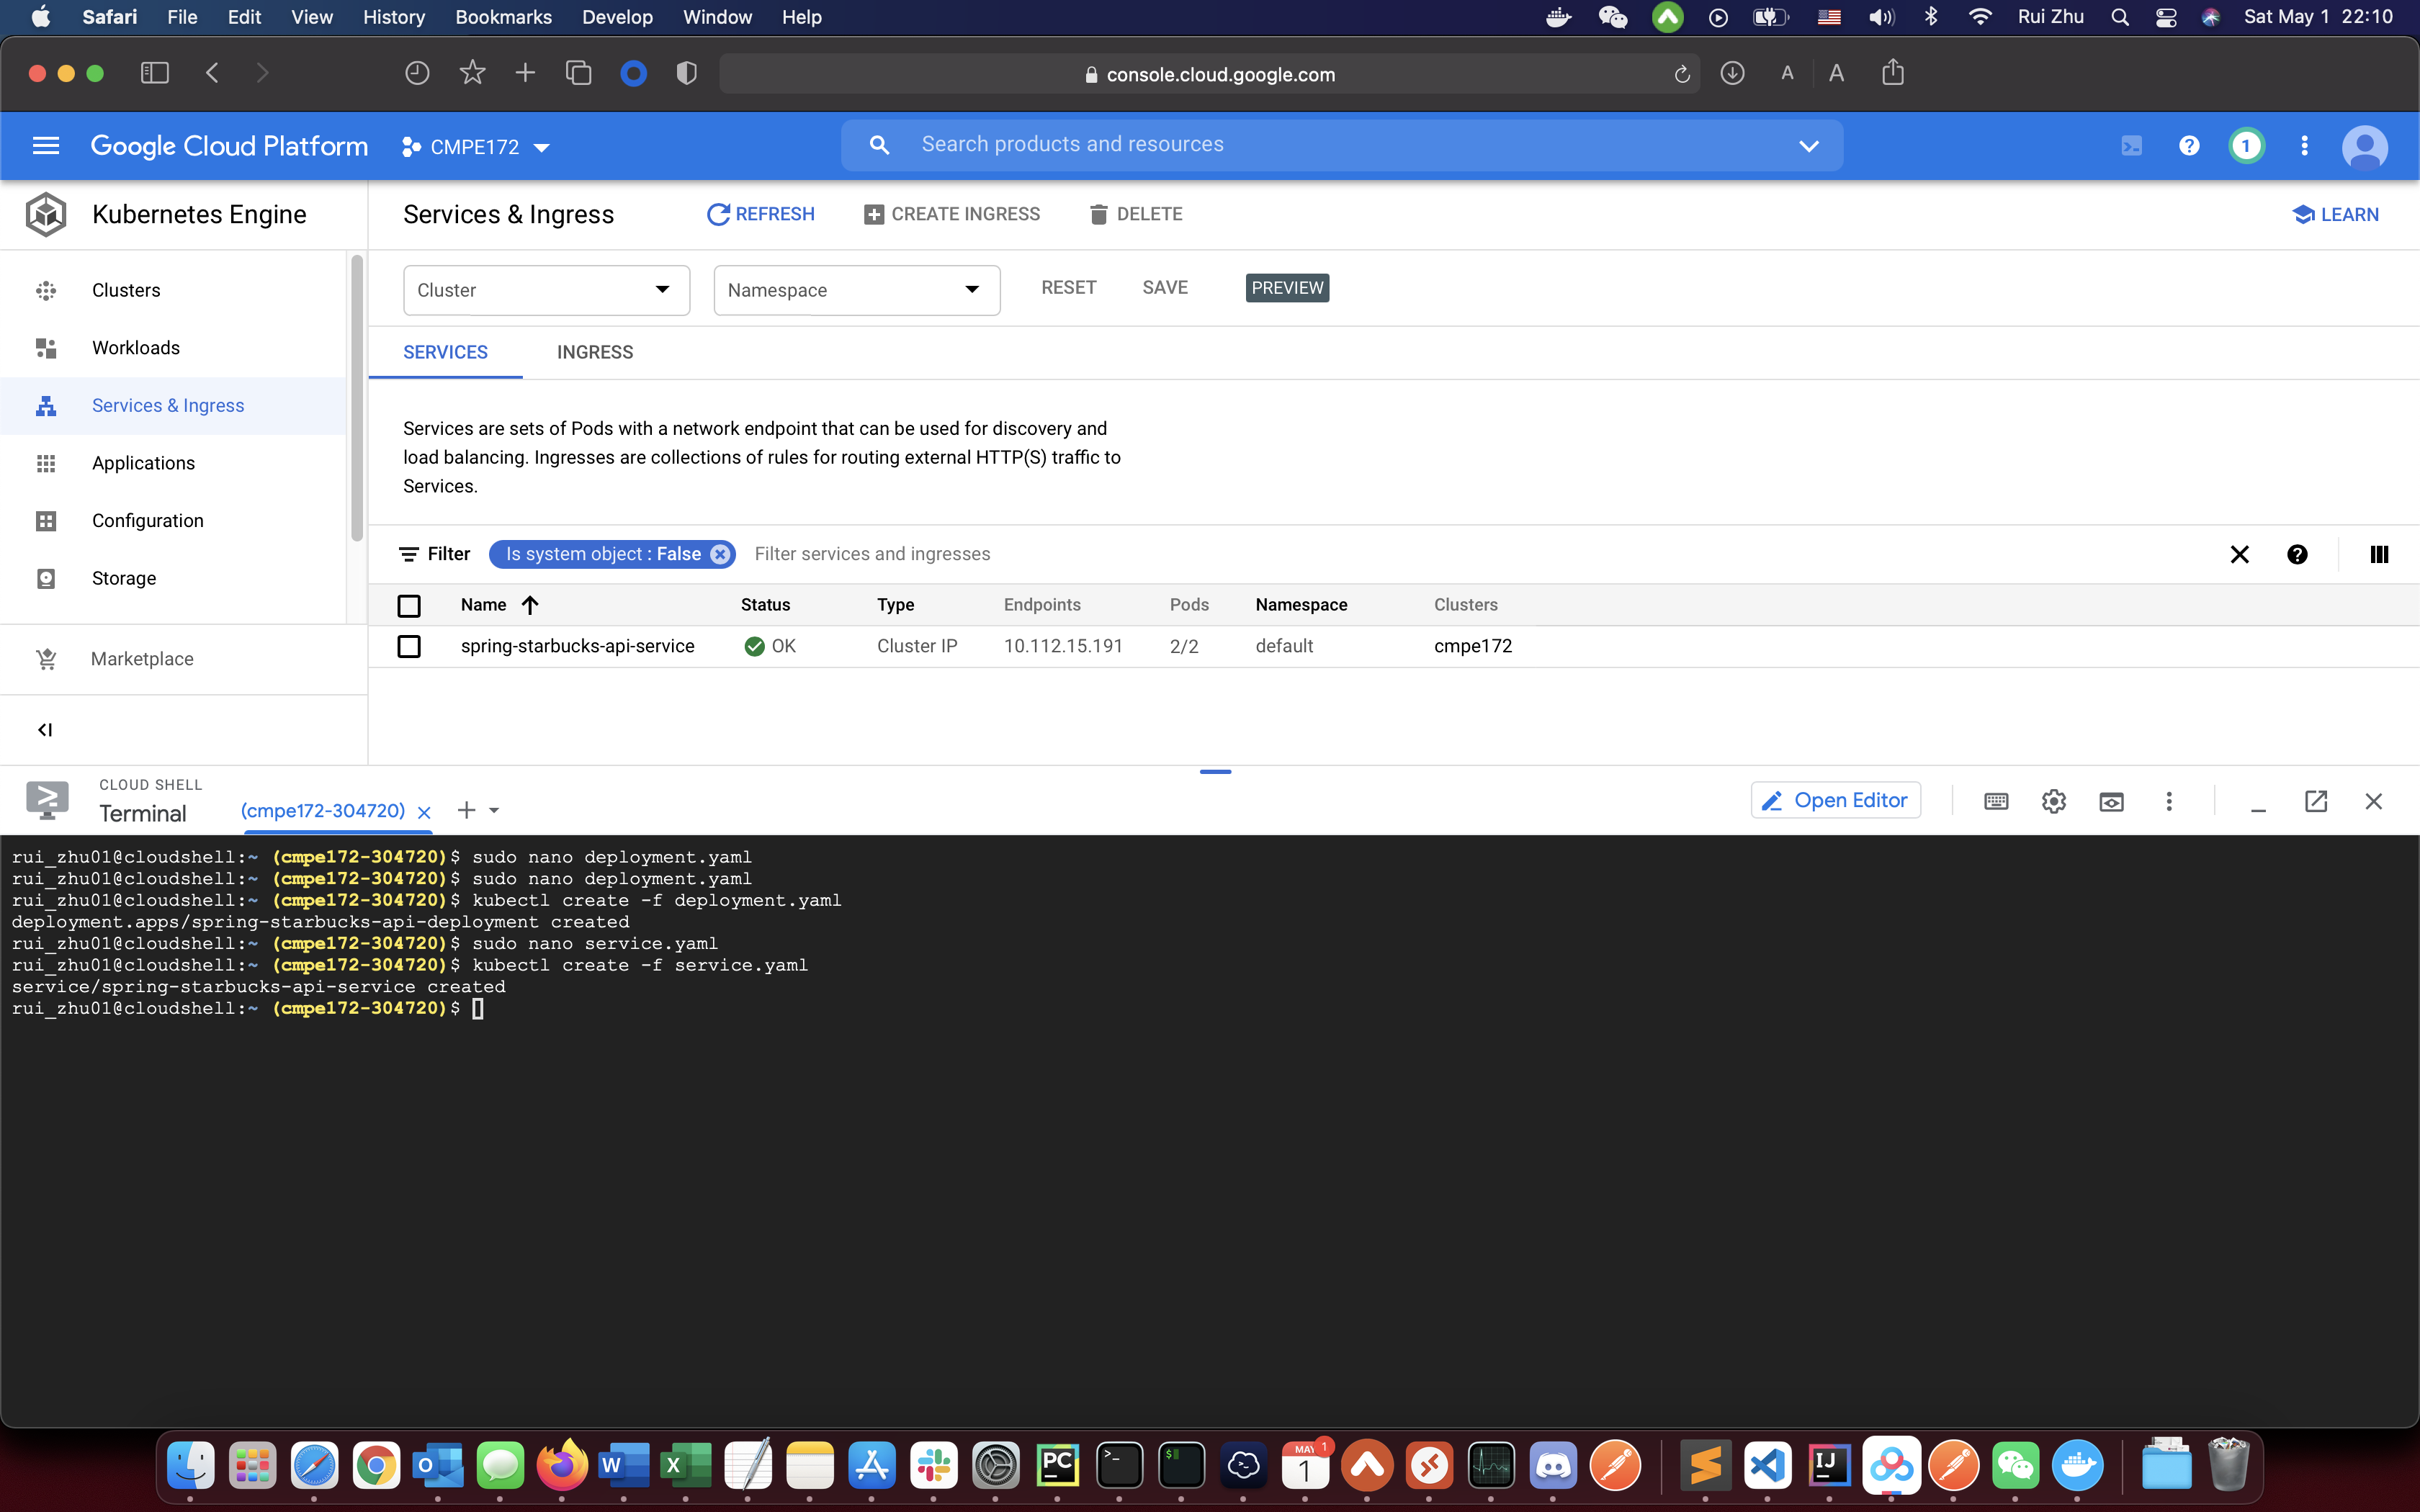 Safari File Edit View History Bookmarks Develop Window Help Rui Zhu Sat May 1 22:10
console.cloud.google.com A A
Google Cloud Platform CMPE172 Search products and resources 1
Kubernetes Engine
Services & Ingress REFRESH CREATE INGRESS DELETE LEARN
Clusters
Workloads
Services & Ingress
Applications
Configuration
Storage
Marketplace
Cluster Namespace RESET SAVE PREVIEW
SERVICES INGRESS
Services are sets of Pods with a network endpoint that can be used for discovery and
load balancing. Ingresses are collections of rules for routing external HTTP(S) traffic to
Services.
Filter Is system object : False Filter services and ingresses
Name Status Type Endpoints Pods Namespace Clusters
spring-starbucks-api-service OK Cluster IP 10.112.15.191 2/2 default cmpe172
CLOUD SHELL
Terminal (cmpe172-304720) Open Editor
rui_zhu01@cloudshell:~ (cmpe172-304720)$ sudo nano deployment.yaml
rui_zhu01@cloudshell:~ (cmpe172-304720)$ sudo nano deployment.yaml
rui_zhu01@cloudshell:~ (cmpe172-304720)$ kubectl create -f deployment.yaml
deployment.apps/spring-starbucks-api-deployment created
rui_zhu01@cloudshell:~ (cmpe172-304720)$ sudo nano service.yaml
rui_zhu01@cloudshell:~ (cmpe172-304720)$ kubectl create -f service.yaml
service/spring-starbucks-api-service created
rui_zhu01@cloudshell:~ (cmpe172-304720)$
O W X PC >_ $ MAY 1 1 IJ